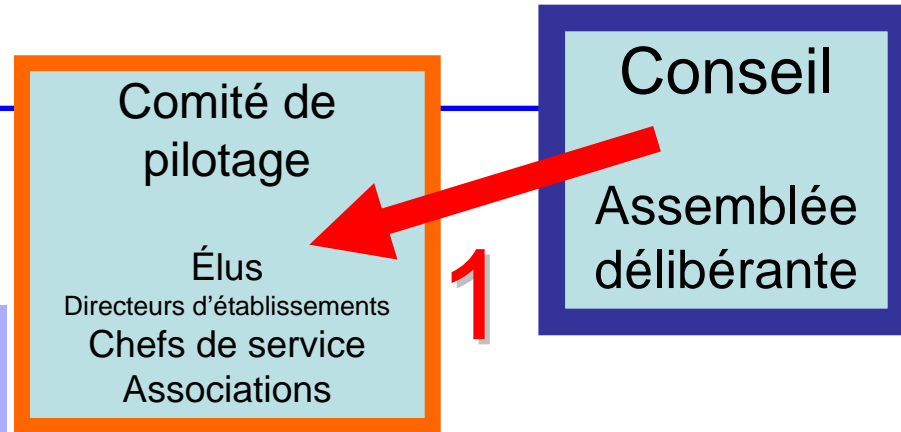 Comité de
pilotage
Élus
Directeurs d'établissements
Chefs de service
Associations
1
Conseil
Assemblée
délibérante